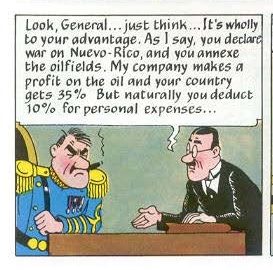 Look, General... just think... It's wholly
to your advantage. As I say, you declare
war on Nuevo-Rico, and you annexe
the oilfields. My company makes a
profit on the oil and your country
gets 35% But naturally you deduct
10% for personal expenses...